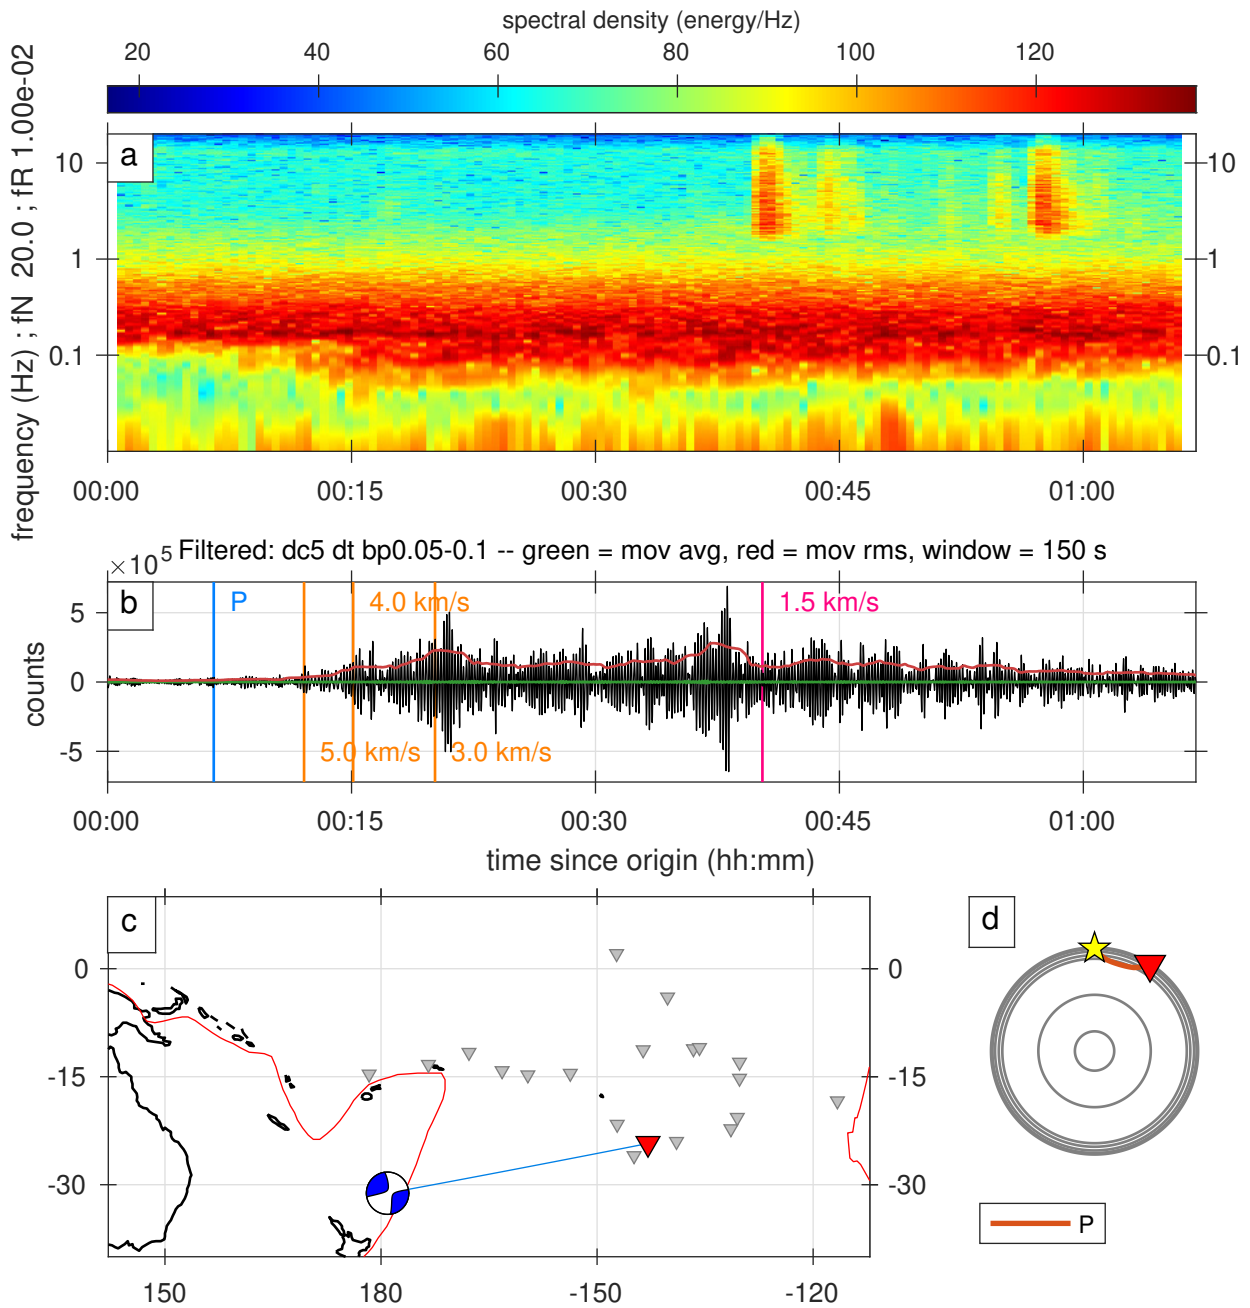 spectral density (energy/Hz)
20 40 60 80 100 120
frequency (Hz) ; fN 20.0 ; fR 1.00e-02
a
10 10
1 1
0.1 0.1
00:00 00:15 00:30 00:45 01:00
×10^5 Filtered: dc5 dt bp0.05-0.1 -- green = mov avg, red = mov rms, window = 150 s
b
P 4.0 km/s 1.5 km/s
5
0
-5
counts
5.0 km/s 3.0 km/s
00:00 00:15 00:30 00:45 01:00
time since origin (hh:mm)
c
0 0
-15 -15
-30 -30
150 180 -150 -120
d
P